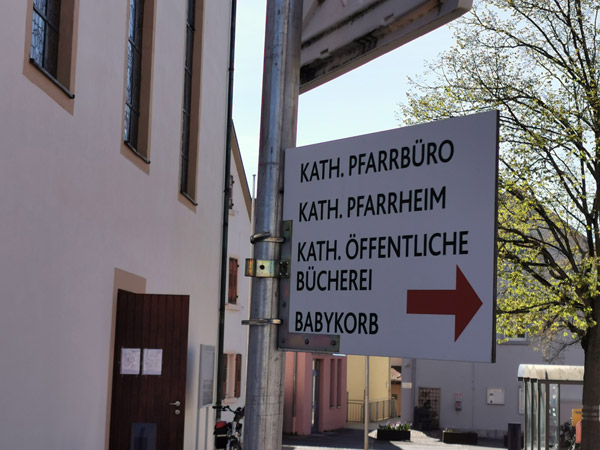 KATH. PFARRBÜRO
KATH. PFARRHEIM
KATH. ÖFFENTLICHE
BÜCHEREI
BABYKORB